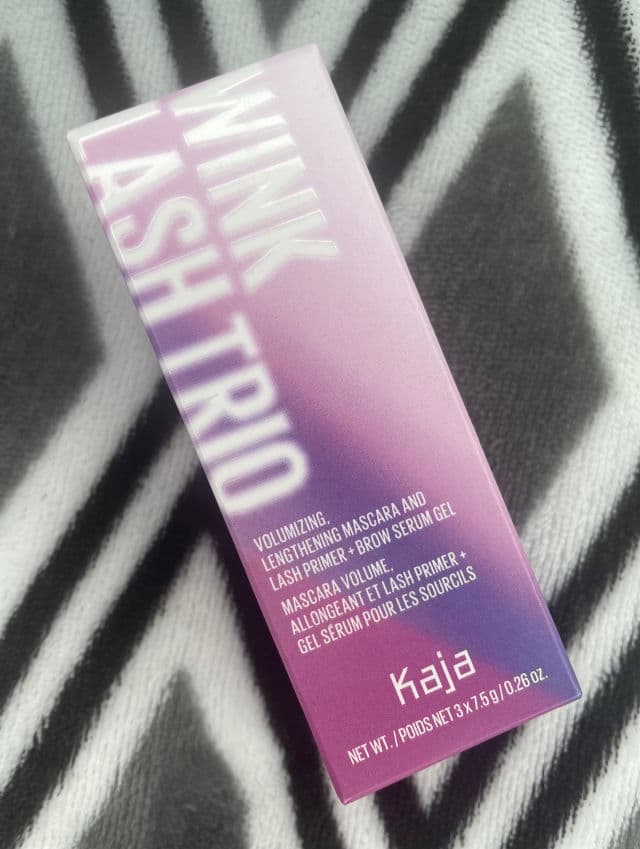 WINK
LASH TRIO
VOLUMIZING,
LENGTHENING MASCARA AND
LASH PRIMER + BROW SERUM GEL
MASCARA VOLUME,
ALLONGEANT ET LASH PRIMER +
GEL SÉRUM POUR LES SOURCILS
Kaja
NET WT. / POIDS NET 3 x 7.5 g / 0.26 oz.